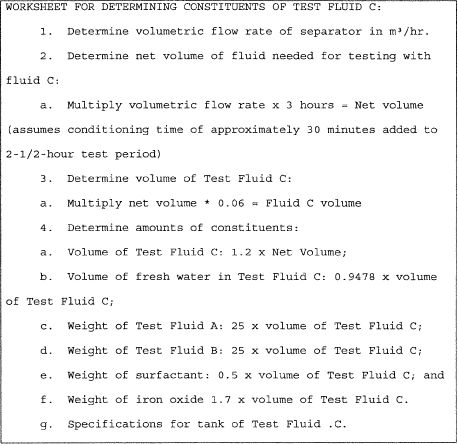 WORKSHEET FOR DETERMINING CONSTITUENTS OF TEST FLUID C:
1. Determine volumetric flow rate of separator in m³/hr.
2. Determine net volume of fluid needed for testing with
fluid C:
a. Multiply volumetric flow rate x 3 hours = Net volume
(assumes conditioning time of approximately 30 minutes added to
2-1/2-hour test period)
3. Determine volume of Test Fluid C:
a. Multiply net volume * 0.06 = Fluid C volume
4. Determine amounts of constituents:
a. Volume of Test Fluid C: 1.2 x Net Volume;
b. Volume of fresh water in Test Fluid C: 0.9478 x volume
of Test Fluid C;
c. Weight of Test Fluid A: 25 x volume of Test Fluid C;
d. Weight of Test Fluid B: 25 x volume of Test Fluid C;
e. Weight of surfactant: 0.5 x volume of Test Fluid C; and
f. Weight of iron oxide 1.7 x volume of Test Fluid C.
g. Specifications for tank of Test Fluid .C.